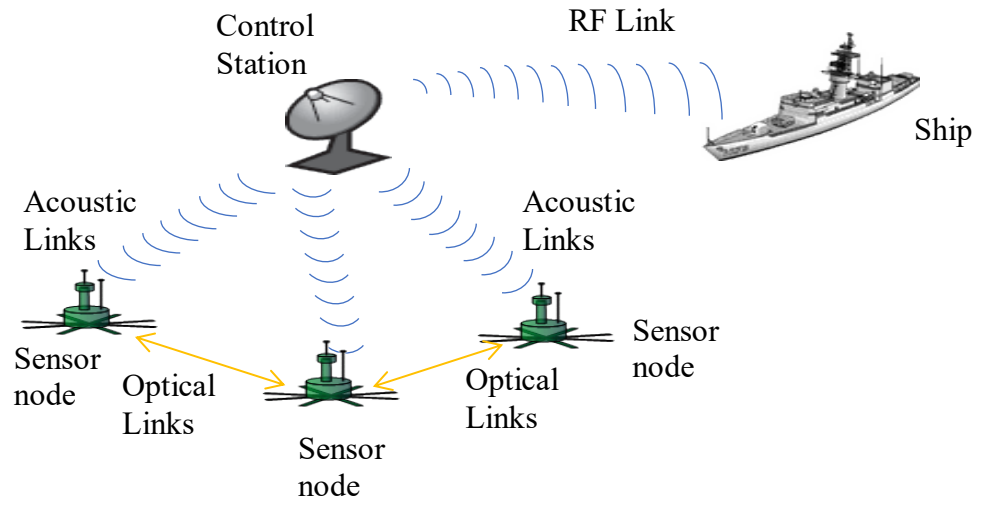 Control
Station
RF Link
Ship
Acoustic
Links
Acoustic
Links
Sensor
node
Optical
Links
Sensor
node
Optical
Links
Sensor
node